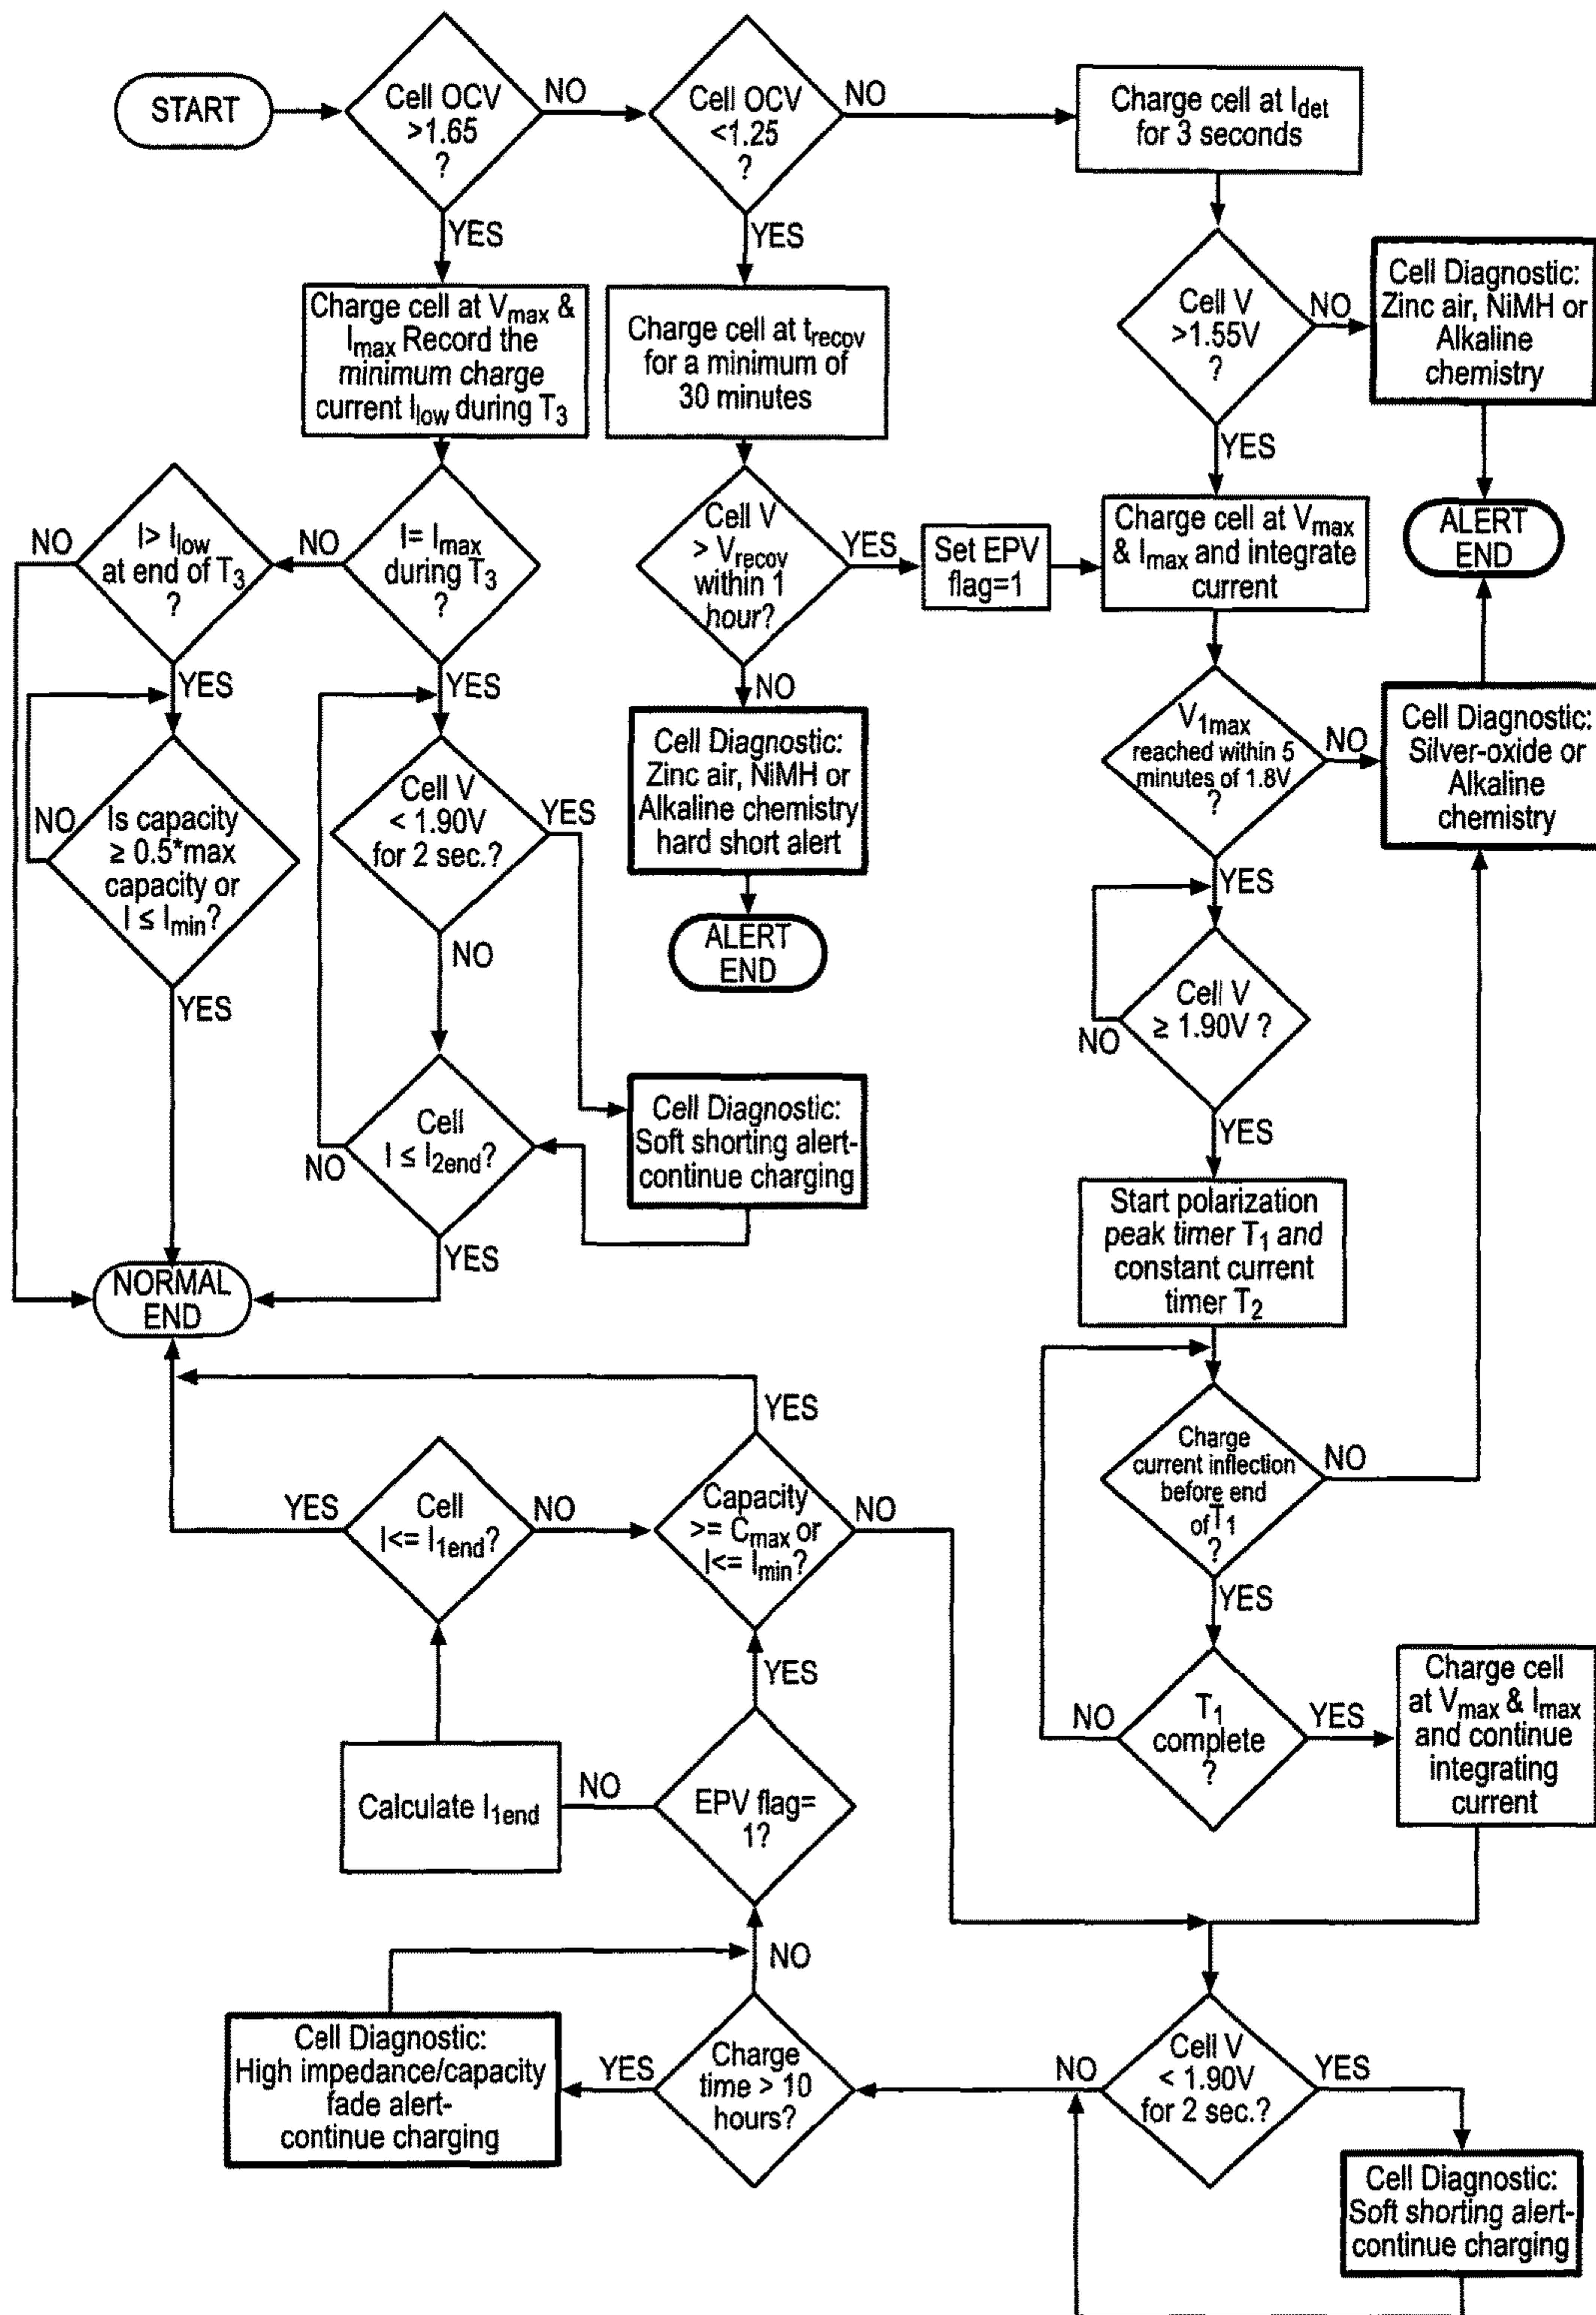 START
Cell OCV
>1.65
?
NO
YES
Cell OCV
<1.25
?
NO
YES
Charge cell at Idet
for 3 seconds
Charge cell at Vmax &
Imax Record the
minimum charge
current Ilow during T3
Charge cell at trecov
for a minimum of
30 minutes
Cell V
>1.55V
?
NO
YES
Cell Diagnostic:
Zinc air, NiMH or
Alkaline
chemistry
ALERT
END
I> Ilow
at end of T3
?
NO
YES
I= Imax
during T3
?
NO
YES
Cell V
> Vrecov
within 1
hour?
YES
NO
Set EPV
flag=1
Charge cell at Vmax
& Imax and integrate
current
Is capacity
≥ 0.5*max
capacity or
I ≤ Imin?
NO
YES
Cell V
< 1.90V
for 2 sec.?
YES
NO
Cell Diagnostic:
Zinc air, NiMH or
Alkaline chemistry
hard short alert
ALERT
END
V1max
reached within 5
minutes of 1.8V
?
NO
YES
Cell Diagnostic:
Silver-oxide or
Alkaline
chemistry
Cell V
≥ 1.90V ?
NO
YES
Cell
I ≤ I2end?
NO
YES
Cell Diagnostic:
Soft shorting alert-
continue charging
Start polarization
peak timer T1 and
constant current
timer T2
NORMAL
END
Charge
current inflection
before end
of T1
?
NO
YES
Cell
I<= I1end?
YES
NO
Capacity
>= Cmax or
I<= Imin?
YES
NO
YES
T1
complete
?
NO
YES
Charge cell
at Vmax & Imax
and continue
integrating
current
Calculate I1end
NO
EPV flag=
1?
NO
Cell Diagnostic:
High impedance/capacity
fade alert-
continue charging
YES
Charge
time > 10
hours?
NO
Cell V
< 1.90V
for 2 sec.?
YES
Cell Diagnostic:
Soft shorting alert-
continue charging